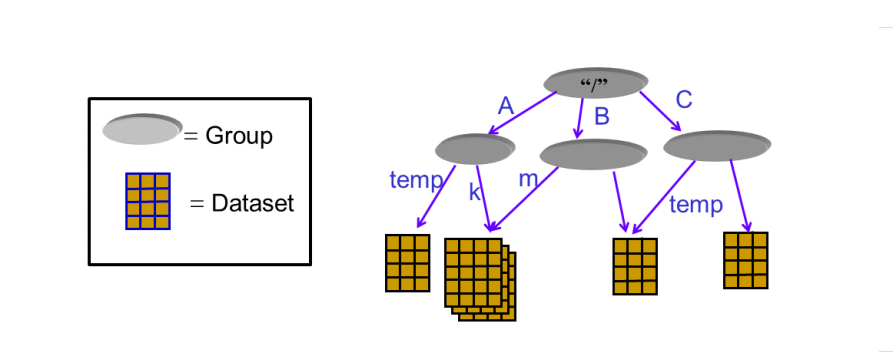 = Group
= Dataset
“/”
A
B
C
temp
k
m
temp